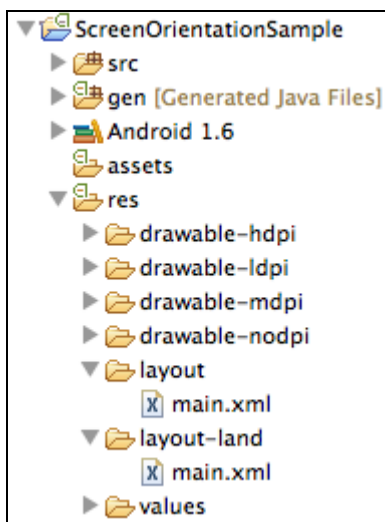 ScreenOrientationSample
src
gen [Generated Java Files]
Android 1.6
assets
res
drawable-hdpi
drawable-ldpi
drawable-mdpi
drawable-nodpi
layout
main.xml
layout-land
main.xml
values